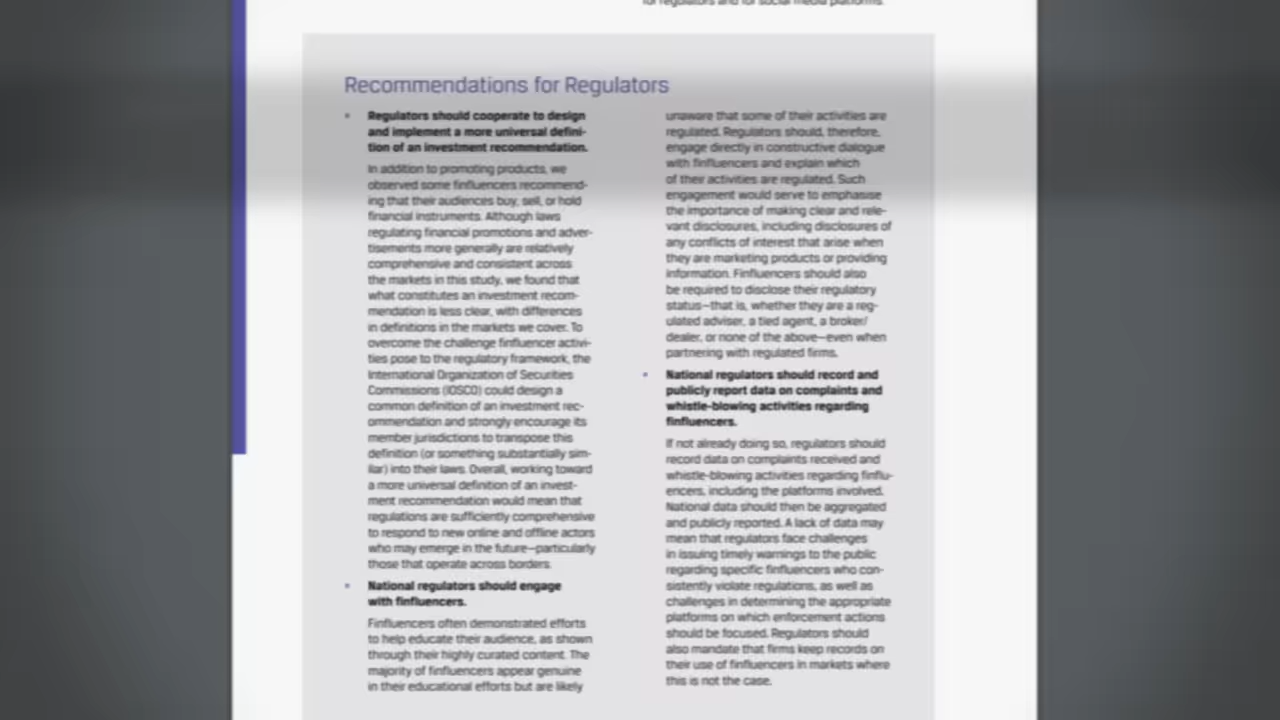 for regulators and for social media platforms.
Recommendations for Regulators
• Regulators should cooperate to design
and implement a more universal defini-
tion of an investment recommendation.
In addition to promoting products, we
observed some finfluencers recommend-
ing that their audiences buy, sell, or hold
financial instruments. Although laws
regulating financial promotions and adver-
tisements more generally are relatively
comprehensive and consistent across
the markets in this study, we found that
what constitutes an investment recom-
mendation is less clear, with differences
in definitions in the markets we cover. To
overcome the challenge finfluencer activi-
ties pose to the regulatory framework, the
International Organization of Securities
Commissions (IOSCO) could design a
common definition of an investment rec-
ommendation and strongly encourage its
member jurisdictions to transpose this
definition (or something substantially sim-
ilar) into their laws. Overall, working toward
a more universal definition of an invest-
ment recommendation would mean that
regulations are sufficiently comprehensive
to respond to new online and offline actors
who may emerge in the future—particularly
those that operate across borders.
• National regulators should engage
with finfluencers.
Finfluencers often demonstrated efforts
to help educate their audience, as shown
through their highly curated content. The
majority of finfluencers appear genuine
in their educational efforts but are likely
unaware that some of their activities are
regulated. Regulators should, therefore,
engage directly in constructive dialogue
with finfluencers and explain which
of their activities are regulated. Such
engagement would serve to emphasise
the importance of making clear and rele-
vant disclosures, including disclosures of
any conflicts of interest that arise when
they are marketing products or providing
information. Finfluencers should also
be required to disclose their regulatory
status—that is, whether they are a reg-
ulated adviser, a tied agent, a broker/
dealer, or none of the above—even when
partnering with regulated firms.
• National regulators should record and
publicly report data on complaints and
whistle-blowing activities regarding
finfluencers.
If not already doing so, regulators should
record data on complaints received and
whistle-blowing activities regarding finflu-
encers, including the platforms involved.
National data should then be aggregated
and publicly reported. A lack of data may
mean that regulators face challenges
in issuing timely warnings to the public
regarding specific finfluencers who con-
sistently violate regulations, as well as
challenges in determining the appropriate
platforms on which enforcement actions
should be focused. Regulators should
also mandate that firms keep records on
their use of finfluencers in markets where
this is not the case.